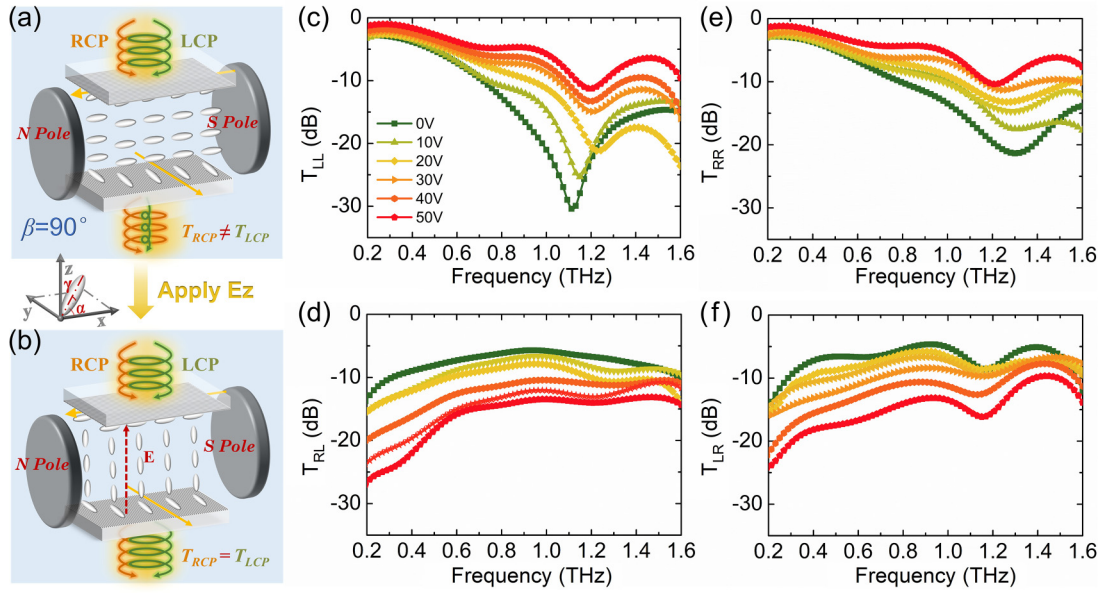 (a)
RCP
LCP
N Pole
S Pole
β=90°
T_RCP ≠ T_LCP
z
γ
α
y
x
Apply Ez
(b)
RCP
LCP
N Pole
S Pole
E
T_RCP = T_LCP
(c)
0
-10
-20
-30
T_LL (dB)
0V
10V
20V
30V
40V
50V
0.2 0.4 0.6 0.8 1.0 1.2 1.4 1.6
Frequency (THz)
(d)
0
-10
-20
-30
T_RL (dB)
0.2 0.4 0.6 0.8 1.0 1.2 1.4 1.6
Frequency (THz)
(e)
0
-10
-20
-30
T_RR (dB)
0.2 0.4 0.6 0.8 1.0 1.2 1.4 1.6
Frequency (THz)
(f)
0
-10
-20
-30
T_LR (dB)
0.2 0.4 0.6 0.8 1.0 1.2 1.4 1.6
Frequency (THz)